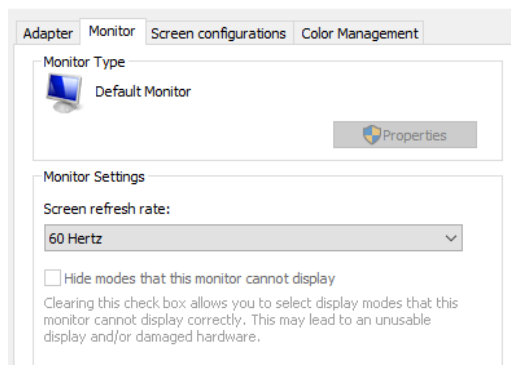 Adapter Monitor Screen configurations Color Management
Monitor Type
Default Monitor
Properties
Monitor Settings
Screen refresh rate:
60 Hertz
Hide modes that this monitor cannot display
Clearing this check box allows you to select display modes that this
monitor cannot display correctly. This may lead to an unusable
display and/or damaged hardware.